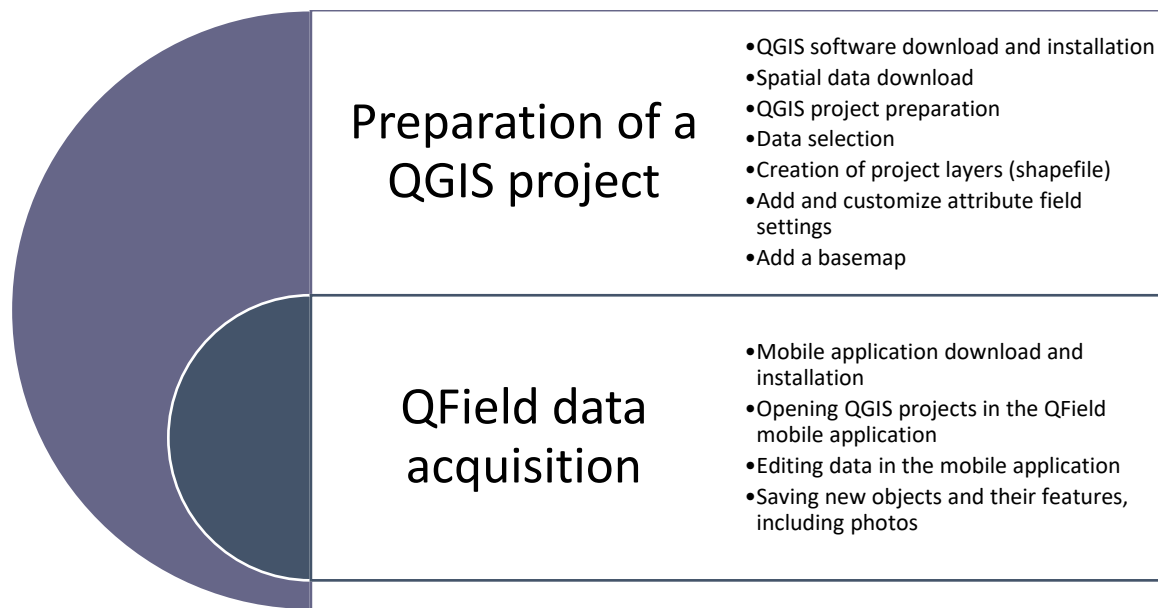 Preparation of a
QGIS project
•QGIS software download and installation
•Spatial data download
•QGIS project preparation
•Data selection
•Creation of project layers (shapefile)
•Add and customize attribute field
settings
•Add a basemap
QField data
acquisition
•Mobile application download and
installation
•Opening QGIS projects in the QField
mobile application
•Editing data in the mobile application
•Saving new objects and their features,
including photos